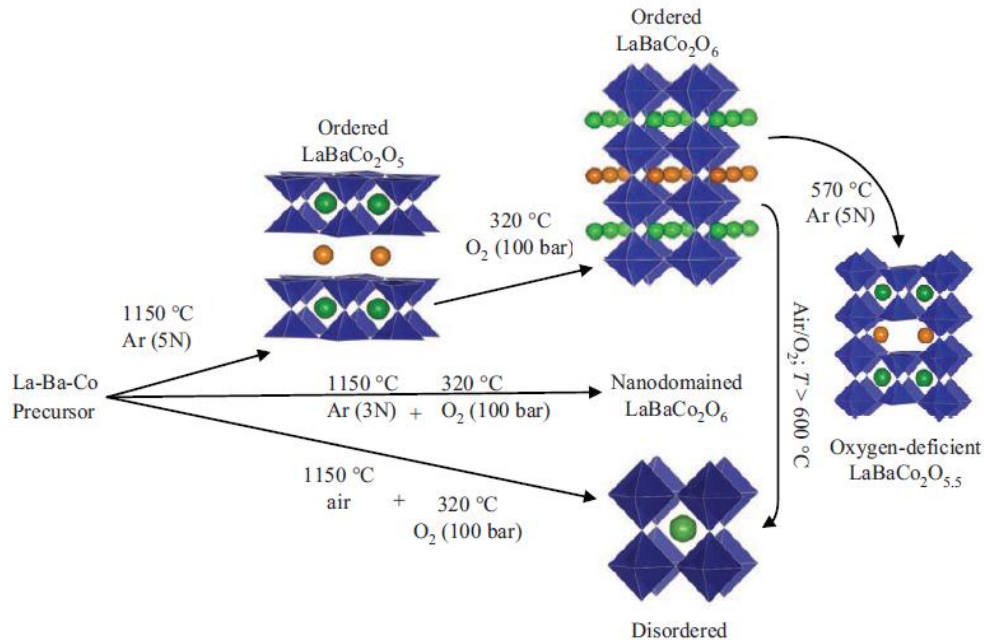 Ordered
LaBaCo₂O₆
Ordered
LaBaCo₂O₅
570 °C
Ar (5N)
320 °C
O₂ (100 bar)
1150 °C
Ar (5N)
Air/O₂; T > 600 °C
La-Ba-Co
Precursor
1150 °C
Ar (3N)
+
320 °C
O₂ (100 bar)
Nanodomained
LaBaCo₂O₆
Oxygen-deficient
LaBaCo₂O₅.₅
1150 °C
air
+
320 °C
O₂ (100 bar)
Disordered